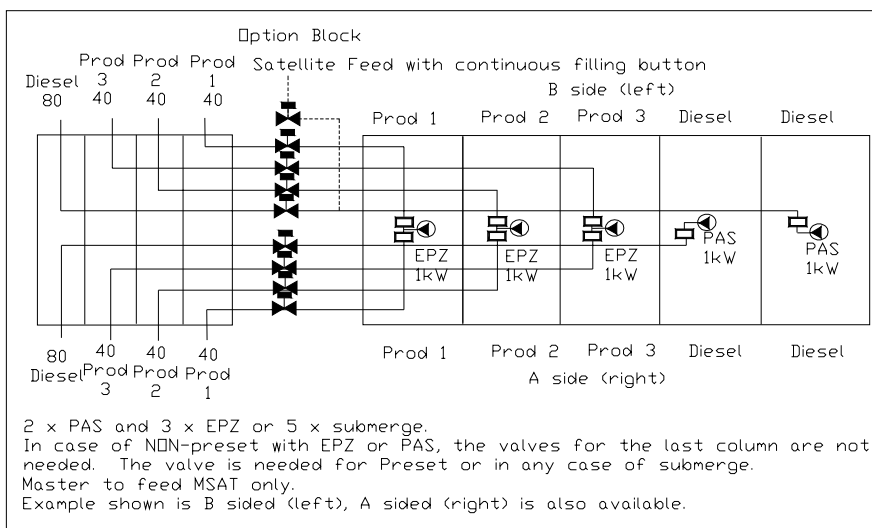 Option Block
Prod Prod Prod
Diesel 3 2 1
80 40 40 40
Satellite Feed with continuous filling button
B side (left)
Prod 1 Prod 2 Prod 3 Diesel Diesel
EPZ EPZ EPZ PAS PAS
1kW 1kW 1kW 1kW 1kW
80 40 40 40
Diesel Prod Prod Prod
3 2 1
Prod 1 Prod 2 Prod 3 Diesel Diesel
A side (right)
2 x PAS and 3 x EPZ or 5 x submerge.
In case of NON-preset with EPZ or PAS, the valves for the last column are not
needed. The valve is needed for Preset or in any case of submerge.
Master to feed MSAT only.
Example shown is B sided (left), A sided (right) is also available.